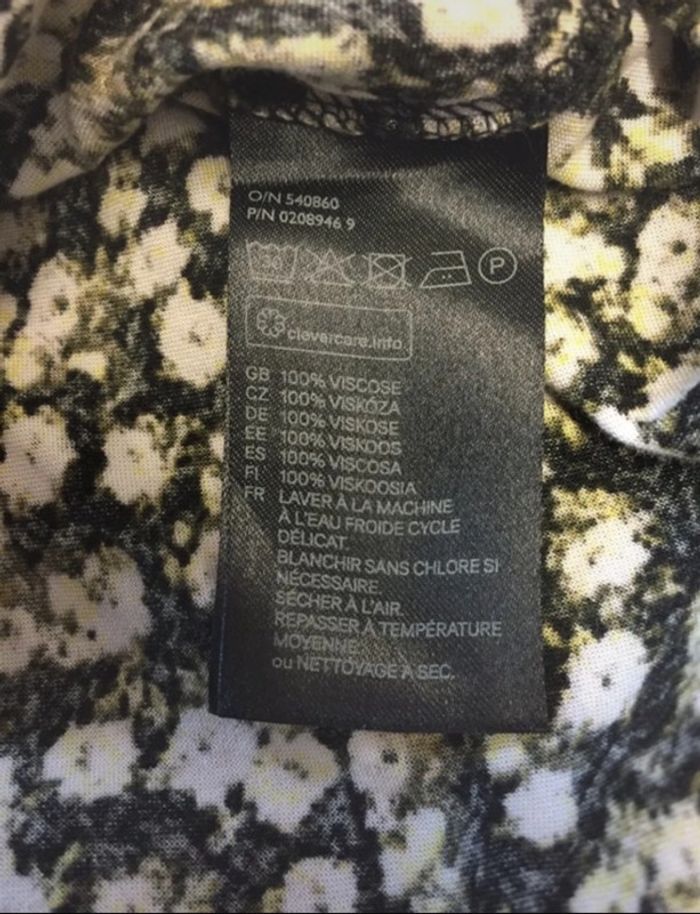 O/N 540860
P/N 0208946 9
30
P
clevercare.info
GB 100% VISCOSE
CZ 100% VISKÓZA
DE 100% VISKOSE
EE 100% VISKOOS
ES 100% VISCOSA
FI 100% VISKOOSIA
FR LAVER À LA MACHINE
À L'EAU FROIDE CYCLE
DÉLICAT.
BLANCHIR SANS CHLORE SI
NÉCESSAIRE.
SÉCHER À L'AIR.
REPASSER À TEMPÉRATURE
MOYENNE.
ou NETTOYAGE À SEC.